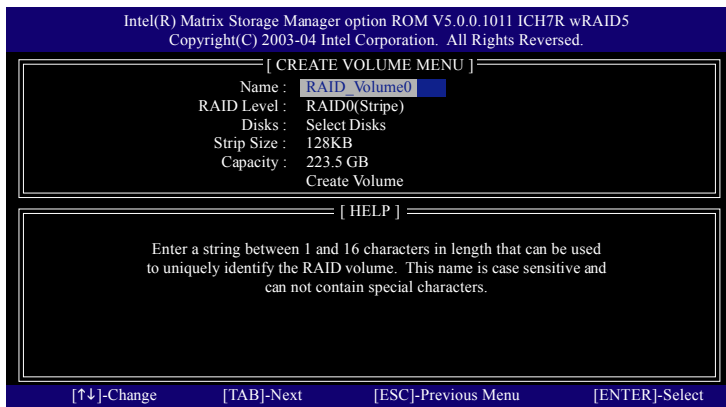 Intel(R) Matrix Storage Manager option ROM V5.0.0.1011 ICH7R wRAID5
Copyright(C) 2003-04 Intel Corporation. All Rights Reversed.
[ CREATE VOLUME MENU ]
Name : RAID_Volume0
RAID Level : RAID0(Stripe)
Disks : Select Disks
Strip Size : 128KB
Capacity : 223.5 GB
Create Volume
[ HELP ]
Enter a string between 1 and 16 characters in length that can be used
to uniquely identify the RAID volume. This name is case sensitive and
can not contain special characters.
[↑↓]-Change [TAB]-Next [ESC]-Previous Menu [ENTER]-Select